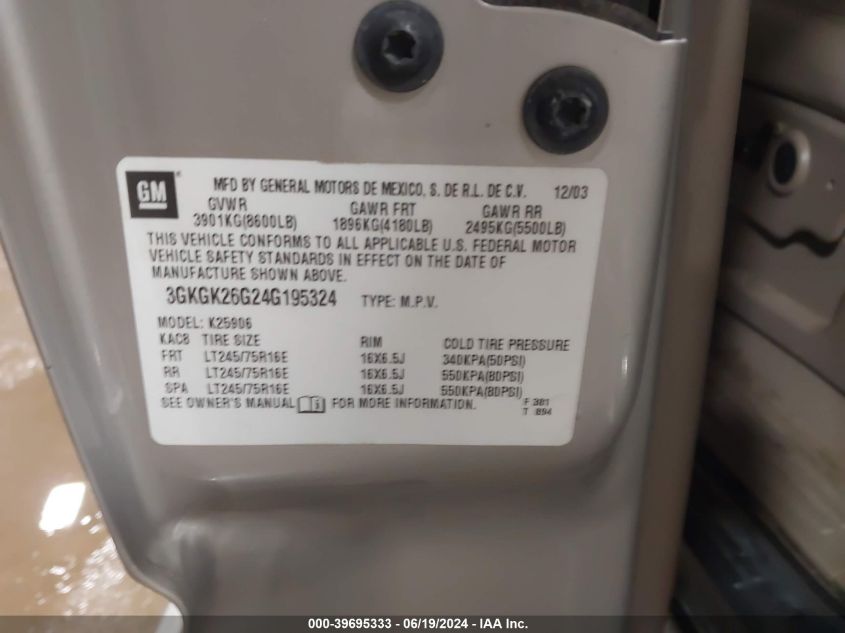 GM
MFD BY GENERAL MOTORS DE MEXICO, S. DE R.L. DE C.V. 12/03
GVWR GAWR FRT GAWR RR
3901KG(8600LB) 1896KG(4180LB) 2495KG(5500LB)
THIS VEHICLE CONFORMS TO ALL APPLICABLE U.S. FEDERAL MOTOR
VEHICLE SAFETY STANDARDS IN EFFECT ON THE DATE OF
MANUFACTURE SHOWN ABOVE.
3GKGK26G24G195324 TYPE: M.P.V.
MODEL: K25906
KAC8 TIRE SIZE RIM COLD TIRE PRESSURE
FRT LT245/75R16E 16X6.5J 340KPA(50PSI)
RR LT245/75R16E 16X6.5J 550KPA(80PSI)
SPA LT245/75R16E 16X6.5J 550KPA(80PSI)
SEE OWNER'S MANUAL FOR MORE INFORMATION. F 381
T 894
000-39695333 - 06/19/2024 - IAA Inc.